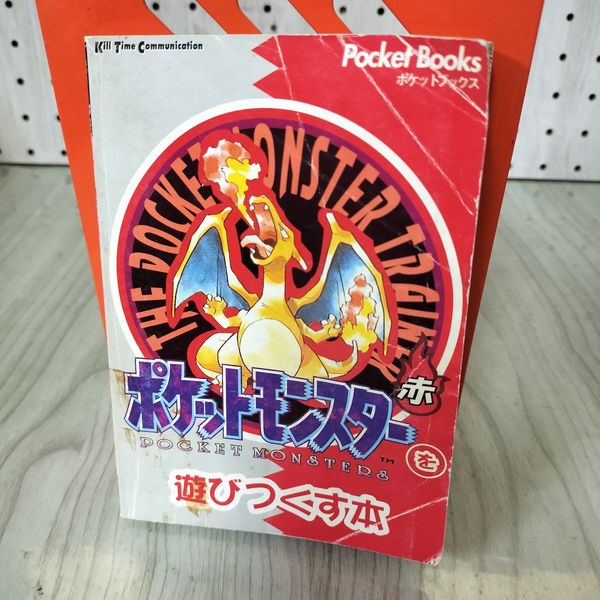 Kill Time Communication
Pocket Books
ポケットブックス
THE POCKET MONSTER TRAINER
ポケットモンスター
赤
POCKET MONSTERS
TM
を
遊びつくす本